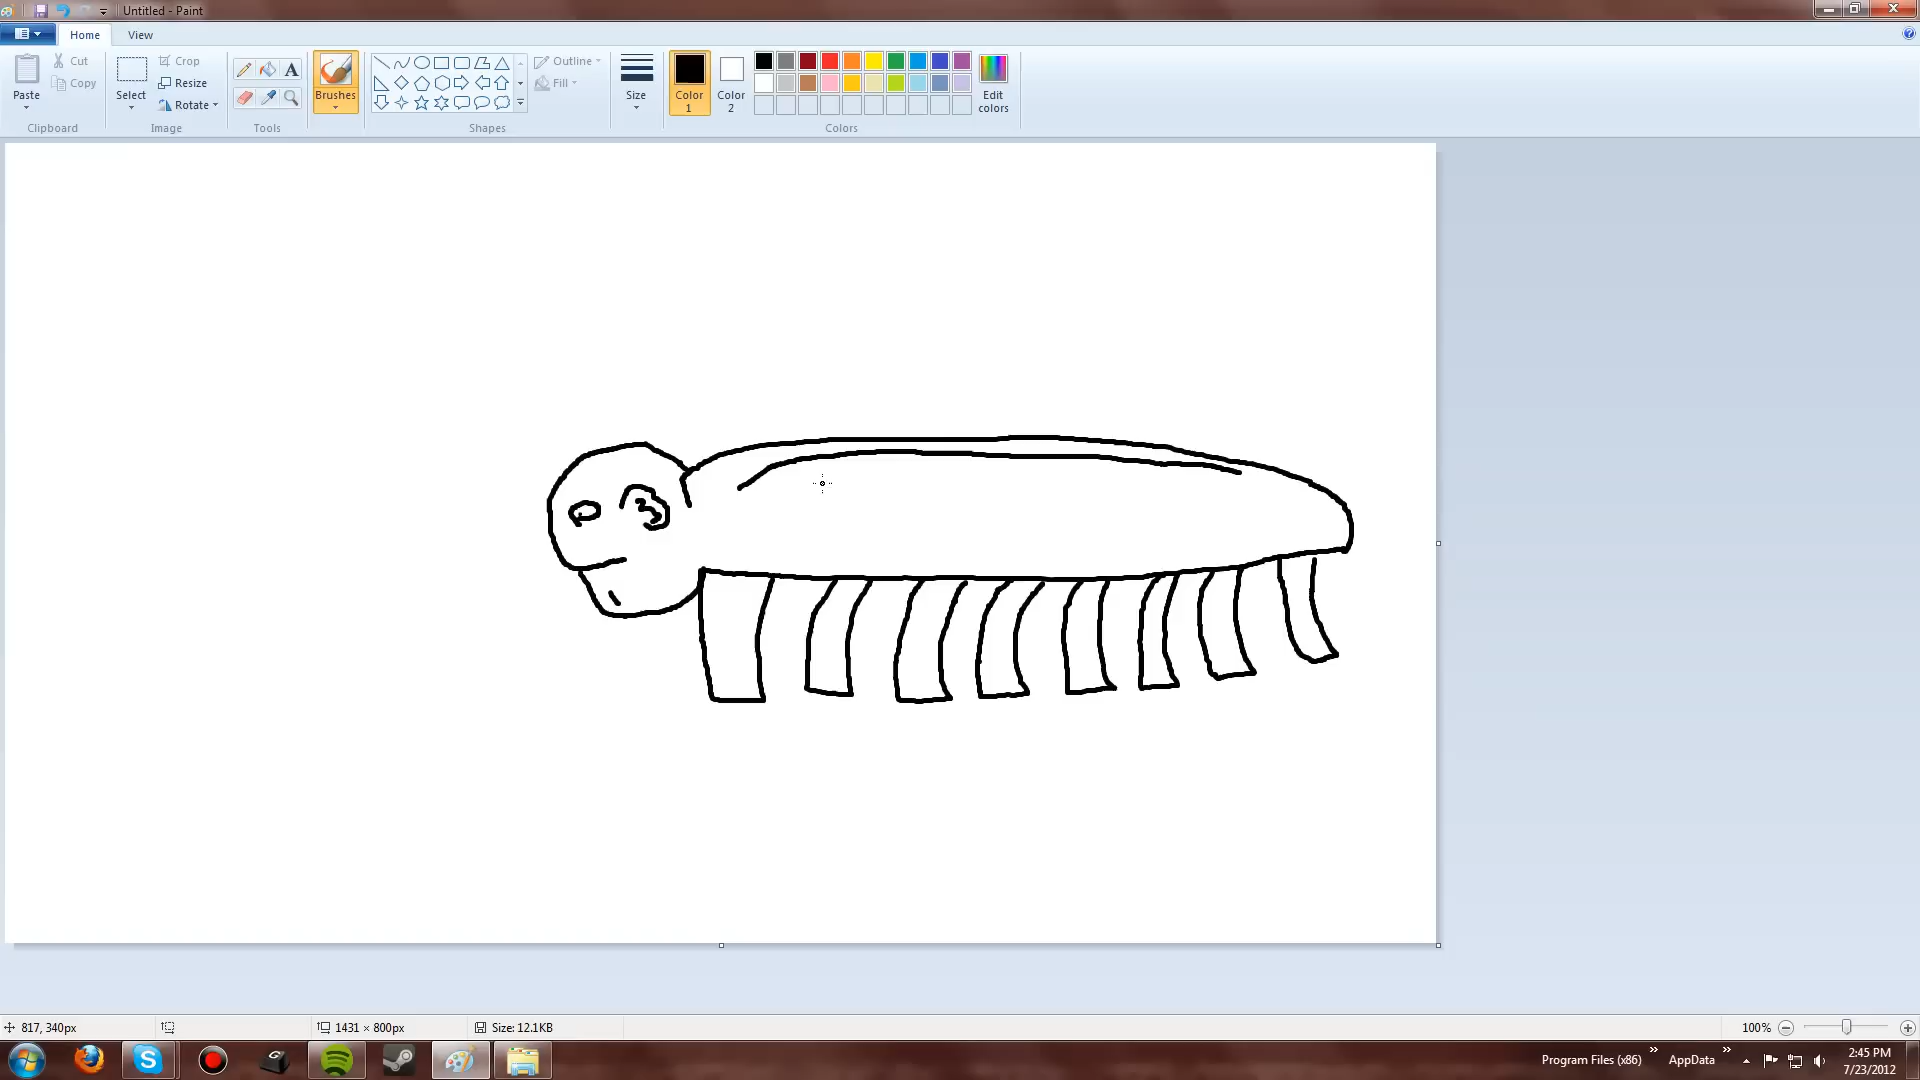 Untitled - Paint
Home View
Paste
Cut
Copy
Clipboard
Select
Crop
Resize
Rotate
Image
A
Tools
Brushes
Shapes
Outline
Fill
Size
Color 1
Color 2
Edit colors
Colors
817, 340px
1431 × 800px
Size: 12.1KB
100%
Program Files (x86) » AppData »
2:45 PM
7/23/2012